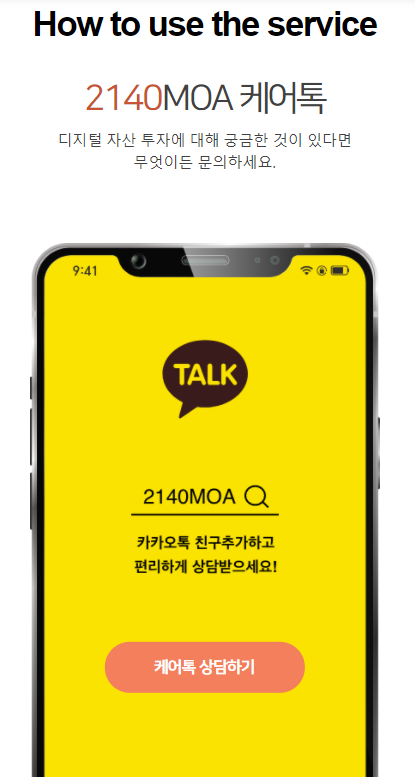 How to use the service
2140MOA 케어톡
디지털 자산 투자에 대해 궁금한 것이 있다면
무엇이든 문의하세요.
9:41
TALK
2140MOA
카카오톡 친구추가하고
편리하게 상담받으세요!
케어톡 상담하기